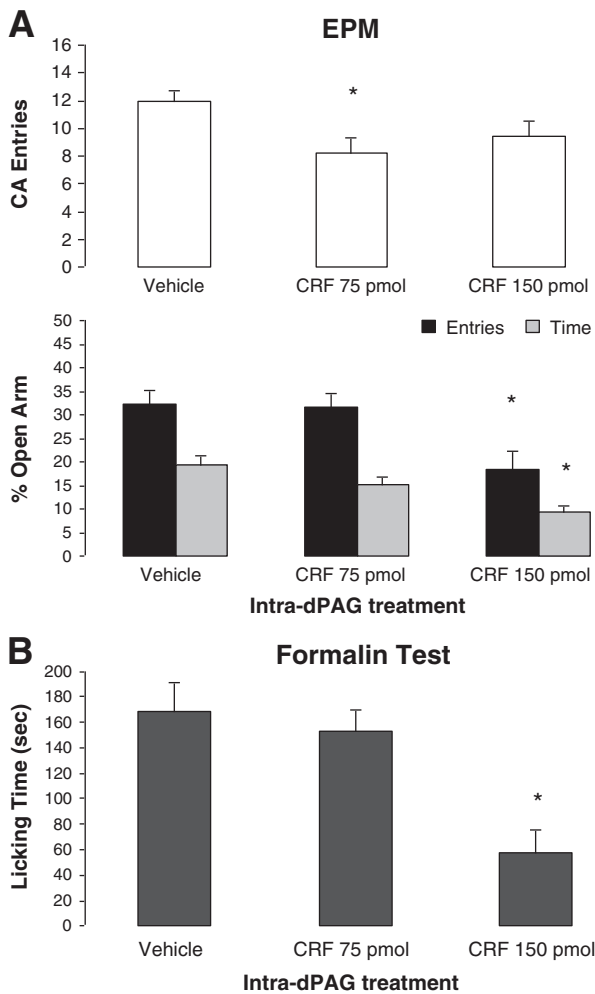 A
EPM
CA Entries
16
14
12
10
8
6
4
2
0
*
Vehicle
CRF 75 pmol
CRF 150 pmol
% Open Arm
50
45
40
35
30
25
20
15
10
5
0
Entries
Time
*
*
Vehicle
CRF 75 pmol
CRF 150 pmol
Intra-dPAG treatment
B
Formalin Test
Licking Time (sec)
200
180
160
140
120
100
80
60
40
20
0
*
Vehicle
CRF 75 pmol
CRF 150 pmol
Intra-dPAG treatment